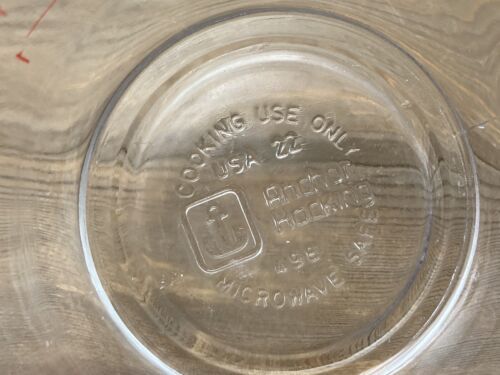 COOKING USE ONLY
USA 22
Anchor
Hocking
498
MICROWAVE SAFE